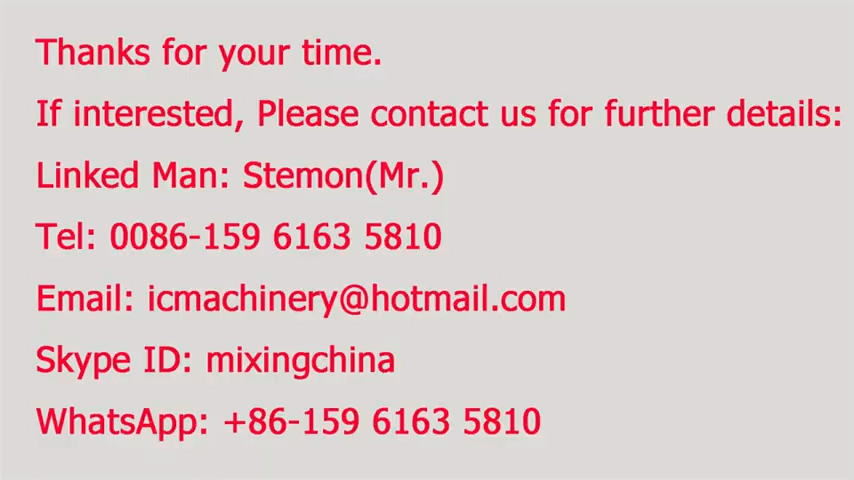 Thanks for your time.
If interested, Please contact us for further details:
Linked Man: Stemon(Mr.)
Tel: 0086-159 6163 5810
Email: icmachinery@hotmail.com
Skype ID: mixingchina
WhatsApp: +86-159 6163 5810